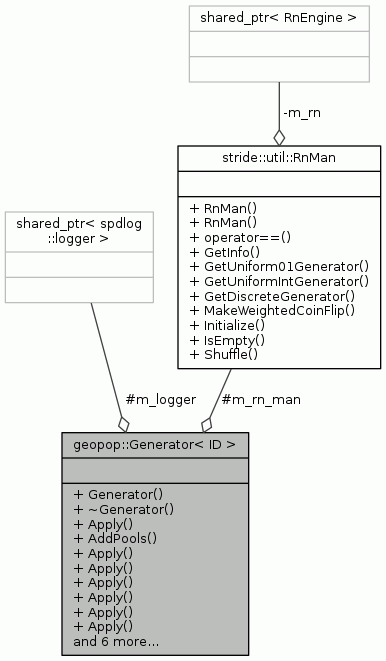 shared_ptr< RnEngine >
-m_rn
stride::util::RnMan
+ RnMan()
+ RnMan()
+ operator==()
+ GetInfo()
+ GetUniform01Generator()
+ GetUniformIntGenerator()
+ GetDiscreteGenerator()
+ MakeWeightedCoinFlip()
+ Initialize()
+ IsEmpty()
+ Shuffle()
shared_ptr< spdlog
::logger >
#m_logger
#m_rn_man
geopop::Generator< ID >
+ Generator()
+ ~Generator()
+ Apply()
+ AddPools()
+ Apply()
+ Apply()
+ Apply()
+ Apply()
+ Apply()
+ Apply()
and 6 more...